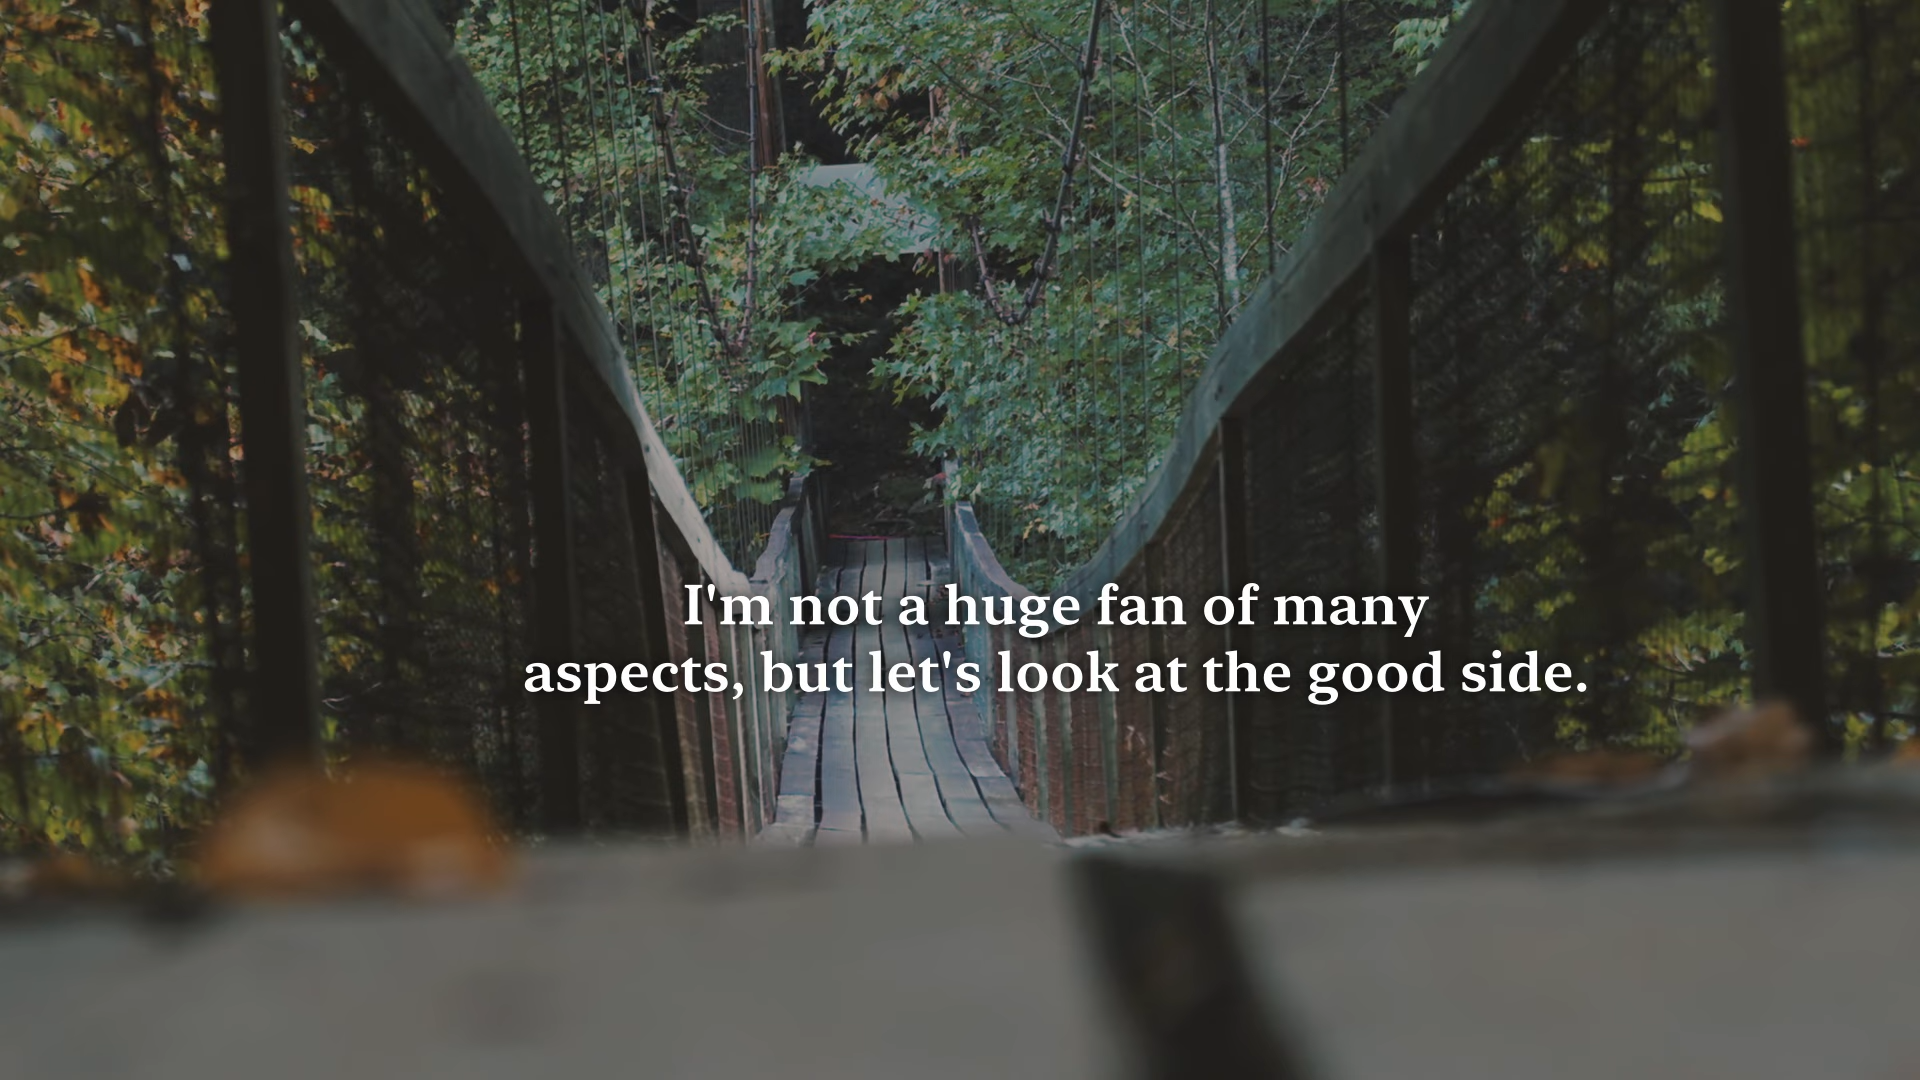 I'm not a huge fan of many
aspects, but let's look at the good side.